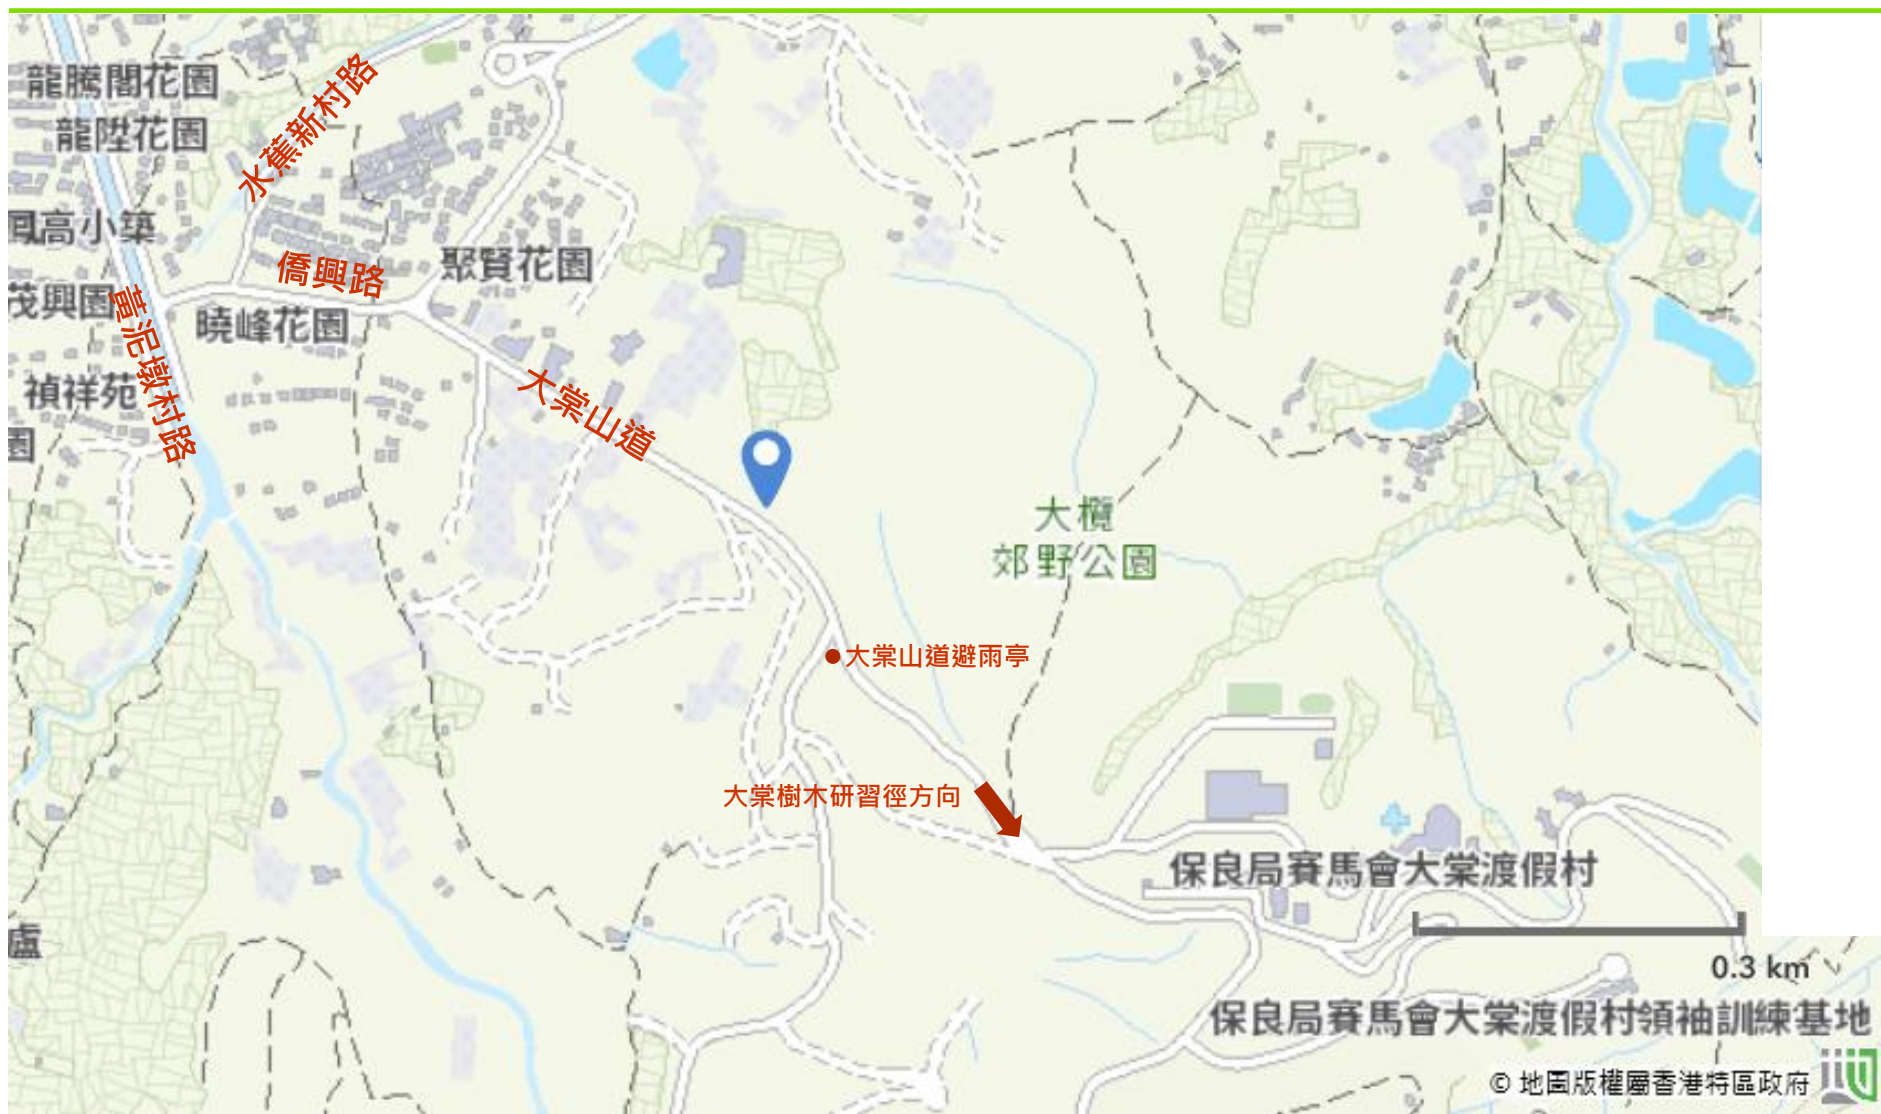 龍騰閣花園
龍陞花園
水蕉新村路
高小築
僑興路
聚賢花園
茂興園
曉峰花園
黃泥墩村路
禎祥苑
大棠山道
園
大欖
郊野公園
大棠山道避雨亭
大棠樹木研習徑方向
保良局賽馬會大棠渡假村
盧
0.3 km
保良局賽馬會大棠渡假村領袖訓練基地
© 地圖版權屬香港特區政府